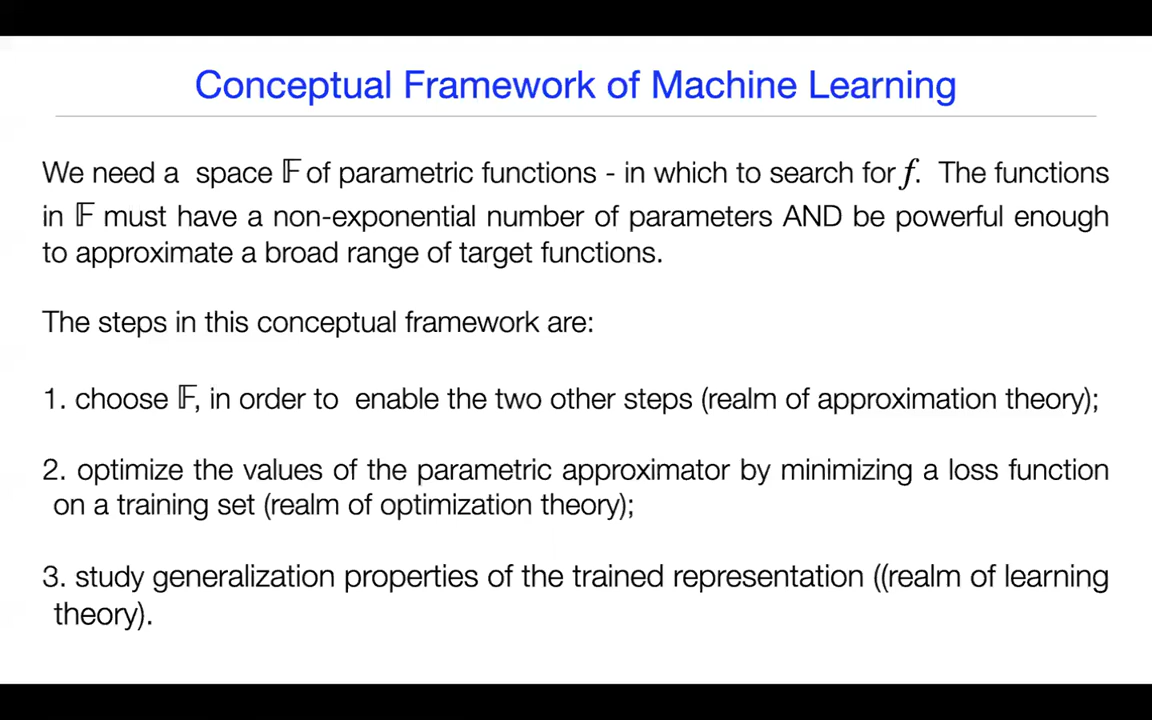 Conceptual Framework of Machine Learning
We need a space 𝔽 of parametric functions - in which to search for f. The functions
in 𝔽 must have a non-exponential number of parameters AND be powerful enough
to approximate a broad range of target functions.
The steps in this conceptual framework are:
1. choose 𝔽, in order to enable the two other steps (realm of approximation theory);
2. optimize the values of the parametric approximator by minimizing a loss function
on a training set (realm of optimization theory);
3. study generalization properties of the trained representation ((realm of learning
theory).